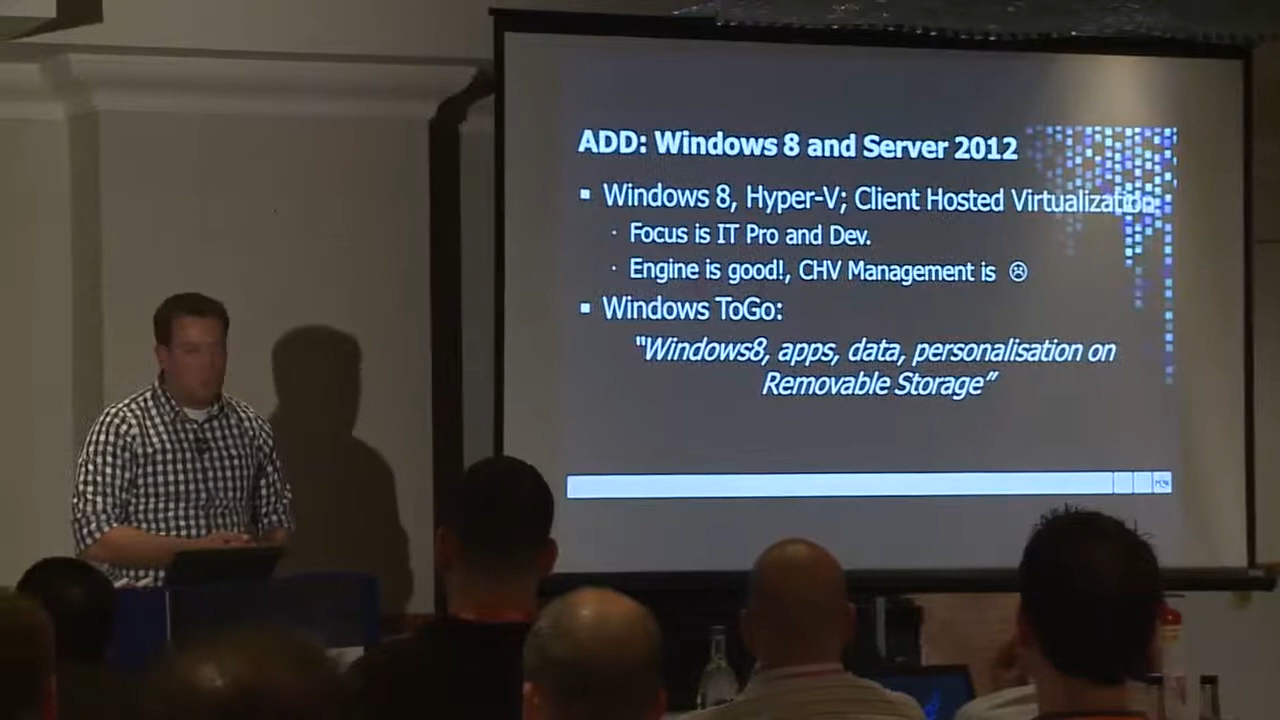 ADD: Windows 8 and Server 2012
▪ Windows 8, Hyper-V; Client Hosted Virtualization
· Focus is IT Pro and Dev.
· Engine is good!, CHV Management is ☹
▪ Windows ToGo:
“Windows8, apps, data, personalisation on
Removable Storage”